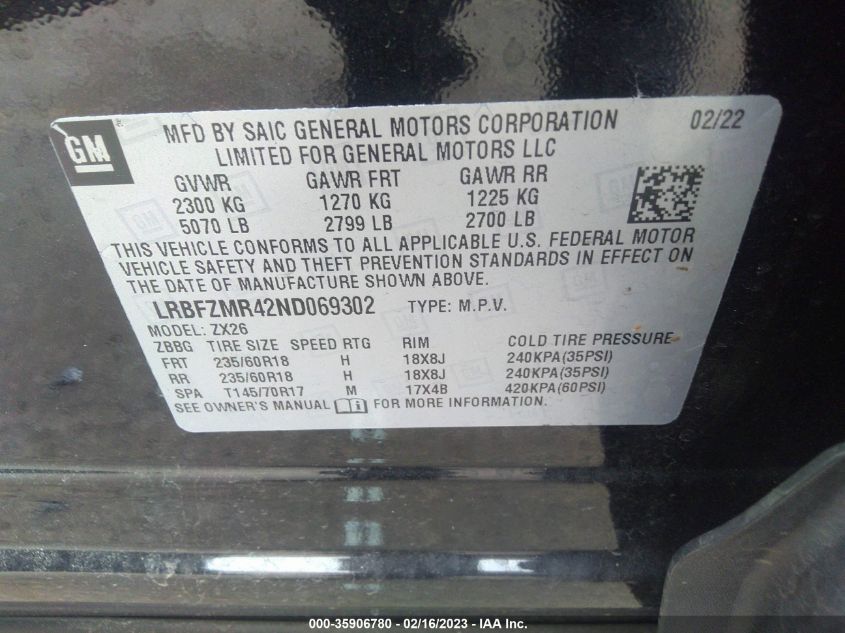 GM
MFD BY SAIC GENERAL MOTORS CORPORATION 02/22
LIMITED FOR GENERAL MOTORS LLC
GVWR GAWR FRT GAWR RR
2300 KG 1270 KG 1225 KG
5070 LB 2799 LB 2700 LB
THIS VEHICLE CONFORMS TO ALL APPLICABLE U.S. FEDERAL MOTOR
VEHICLE SAFETY AND THEFT PREVENTION STANDARDS IN EFFECT ON
THE DATE OF MANUFACTURE SHOWN ABOVE.
LRBFZMR42ND069302 TYPE: M.P.V.
MODEL: ZX26
ZBBG TIRE SIZE SPEED RTG RIM COLD TIRE PRESSURE
FRT 235/60R18 H 18X8J 240KPA(35PSI)
RR 235/60R18 H 18X8J 240KPA(35PSI)
SPA T145/70R17 M 17X4B 420KPA(60PSI)
SEE OWNER'S MANUAL i FOR MORE INFORMATION.
000-35906780 - 02/16/2023 - IAA Inc.